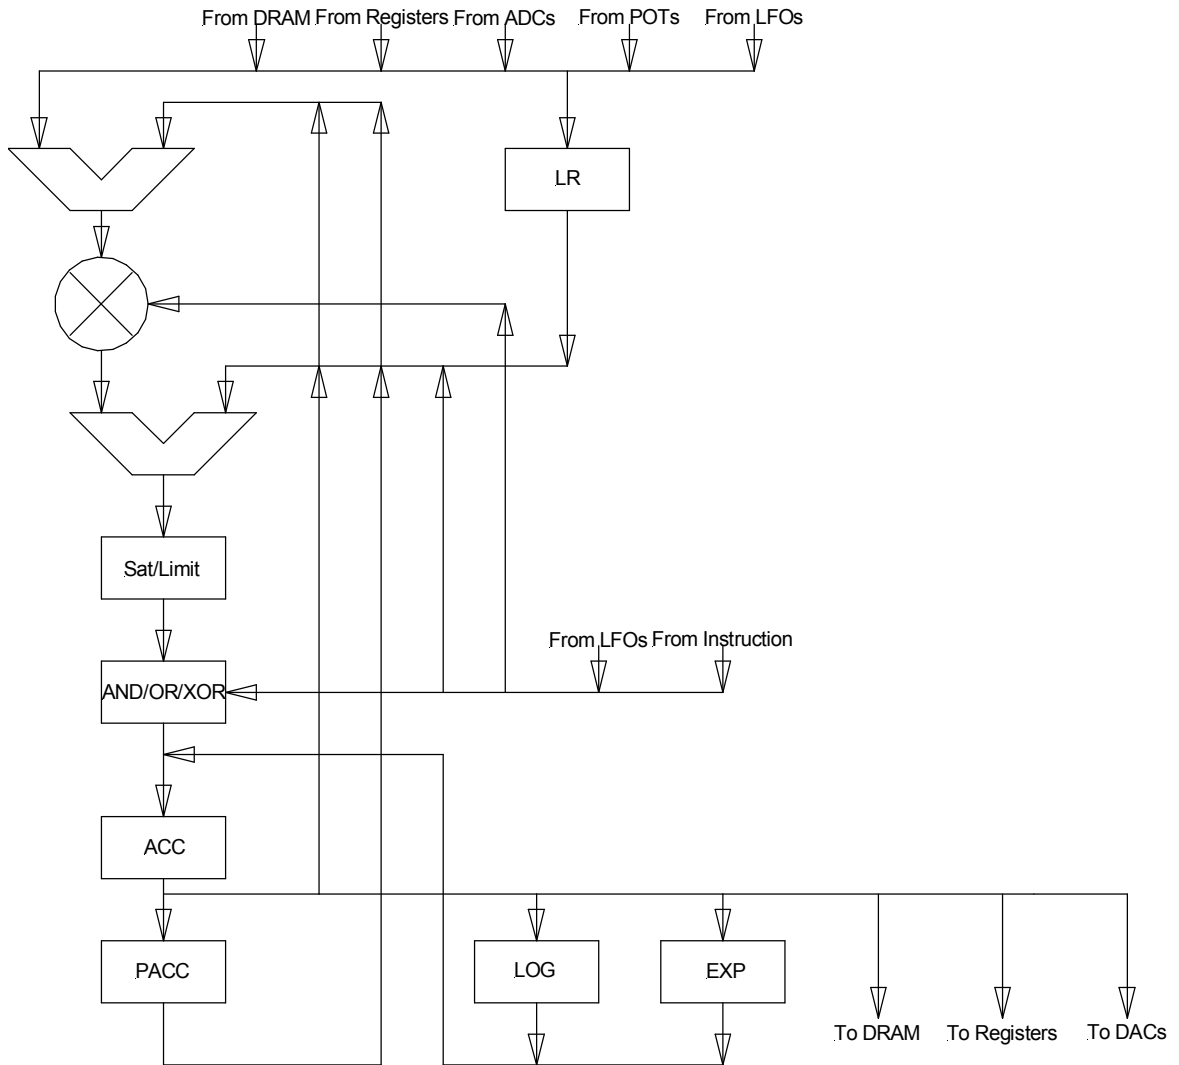 From DRAM From Registers From ADCs From POTs From LFOs
LR
Sat/Limit
From LFOs From Instruction
AND/OR/XOR
ACC
PACC LOG EXP
To DRAM To Registers To DACs